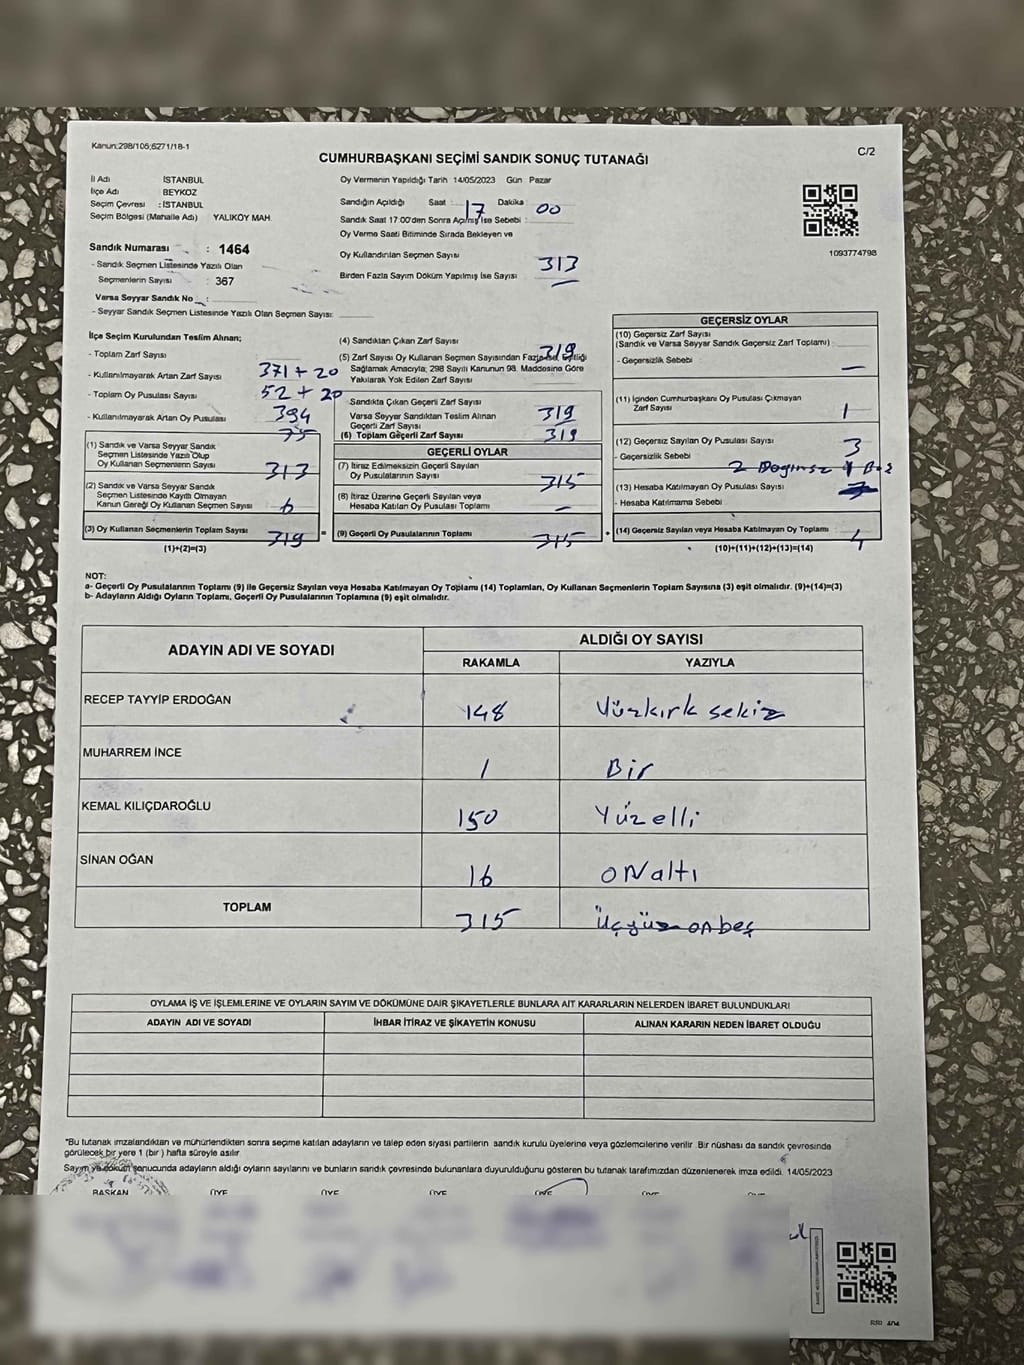 Kanun:298/105;6271/18-1
CUMHURBAŞKANI SEÇİMİ SANDIK SONUÇ TUTANAĞI
C/2
İl Adı : İSTANBUL
İlçe Adı : BEYKOZ
Seçim Çevresi : İSTANBUL
Seçim Bölgesi (Mahalle Adı) YALIKÖY MAH.
Sandık Numarası : 1464
- Sandık Seçmen Listesinde Yazılı Olan
Seçmenlerin Sayısı : 367
Varsa Seyyar Sandık No :
- Seyyar Sandık Seçmen Listesinde Yazılı Olan Seçmen Sayısı:
Oy Vermenin Yapıldığı Tarih 14/05/2023 Gün Pazar
Sandığın Açıldığı Saat 17 Dakika 00
Sandık Saat 17:00'den Sonra Açılmış İse Sebebi :
Oy Verme Saati Bitiminde Sırada Bekleyen ve
Oy Kullandırılan Seçmen Sayısı 313
Birden Fazla Sayım Döküm Yapılmış İse Sayısı
1093774798
İlçe Seçim Kurulundan Teslim Alınan;
- Toplam Zarf Sayısı
371 + 20
- Kullanılmayarak Artan Zarf Sayısı
52 + 20
- Toplam Oy Pusulası Sayısı
394
- Kullanılmayarak Artan Oy Pusulası
75
(1) Sandık ve Varsa Seyyar Sandık
Seçmen Listesinde Yazılı Olup
Oy Kullanan Seçmenlerin Sayısı 313
(2) Sandık ve Varsa Seyyar Sandık
Seçmen Listesinde Kayıtlı Olmayan
Kanun Gereği Oy Kullanan Seçmen Sayısı 6
(3) Oy Kullanan Seçmenlerin Toplam Sayısı 319
(1)+(2)=(3)
(4) Sandıktan Çıkan Zarf Sayısı 319
(5) Zarf Sayısı Oy Kullanan Seçmen Sayısından Fazla ise, Eşitliği
Sağlamak Amacıyla; 298 Sayılı Kanunun 98. Maddesine Göre
Yakılarak Yok Edilen Zarf Sayısı
Sandıkta Çıkan Geçerli Zarf Sayısı 319
Varsa Seyyar Sandıktan Teslim Alınan
Geçerli Zarf Sayısı
(6) Toplam Geçerli Zarf Sayısı 319
GEÇERLİ OYLAR
(7) İtiraz Edilmeksizin Geçerli Sayılan
Oy Pusulalarının Sayısı 315
(8) İtiraz Üzerine Geçerli Sayılan veya
Hesaba Katılan Oy Pusulası Toplamı –
= (9) Geçerli Oy Pusulalarının Toplamı 315 +
GEÇERSİZ OYLAR
(10) Geçersiz Zarf Sayısı
(Sandık ve Varsa Seyyar Sandık Geçersiz Zarf Toplamı) :
- Geçersizlik Sebebi : —
(11) İçinden Cumhurbaşkanı Oy Pusulası Çıkmayan
Zarf Sayısı 1
(12) Geçersiz Sayılan Oy Pusulası Sayısı 3
- Geçersizlik Sebebi
(13) Hesaba Katılmayan Oy Pusulası Sayısı
- Hesaba Katılmama Sebebi
(14) Geçersiz Sayılan veya Hesaba Katılmayan Oy Toplamı 4
(10)+(11)+(12)+(13)=(14)
NOT:
a- Geçerli Oy Pusulalarının Toplamı (9) ile Geçersiz Sayılan veya Hesaba Katılmayan Oy Toplamı (14) Toplamları, Oy Kullanan Seçmenlerin Toplam Sayısına (3) eşit olmalıdır. (9)+(14)=(3)
b- Adayların Aldığı Oyların Toplamı, Geçerli Oy Pusulalarının Toplamına (9) eşit olmalıdır.
ADAYIN ADI VE SOYADI
ALDIĞI OY SAYISI
RAKAMLA YAZIYLA
RECEP TAYYİP ERDOĞAN 148 Yüzkırk sekiz
MUHARREM İNCE 1 Bir
KEMAL KILIÇDAROĞLU 150 Yüzelli
SİNAN OĞAN 16 ONaltı
TOPLAM 315 üçyüz onbeş
OYLAMA İŞ VE İŞLEMLERİNE VE OYLARIN SAYIM VE DÖKÜMÜNE DAİR ŞİKAYETLERLE BUNLARA AİT KARARLARIN NELERDEN İBARET BULUNDUKLARI
ADAYIN ADI VE SOYADI İHBAR İTİRAZ VE ŞİKAYETİN KONUSU ALINAN KARARIN NEDEN İBARET OLDUĞU
"Bu tutanak imzalandıktan ve mühürlendikten sonra seçime katılan adayların ve talep eden siyasi partilerin sandık kurulu üyelerine veya gözlemcilerine verilir. Bir nüshası da sandık çevresinde
görülecek bir yere 1 (bir) hafta süreyle asılır.
Sayım ve döküm sonucunda adayların aldığı oyların sayılarını ve bunların sandık çevresinde bulunanlara duyurulduğunu gösteren bu tutanak tarafımızdan düzenlenerek imza edildi. 14/05/2023
BAŞKAN ÜYE ÜYE ÜYE ÜYE ÜYE ÜYE